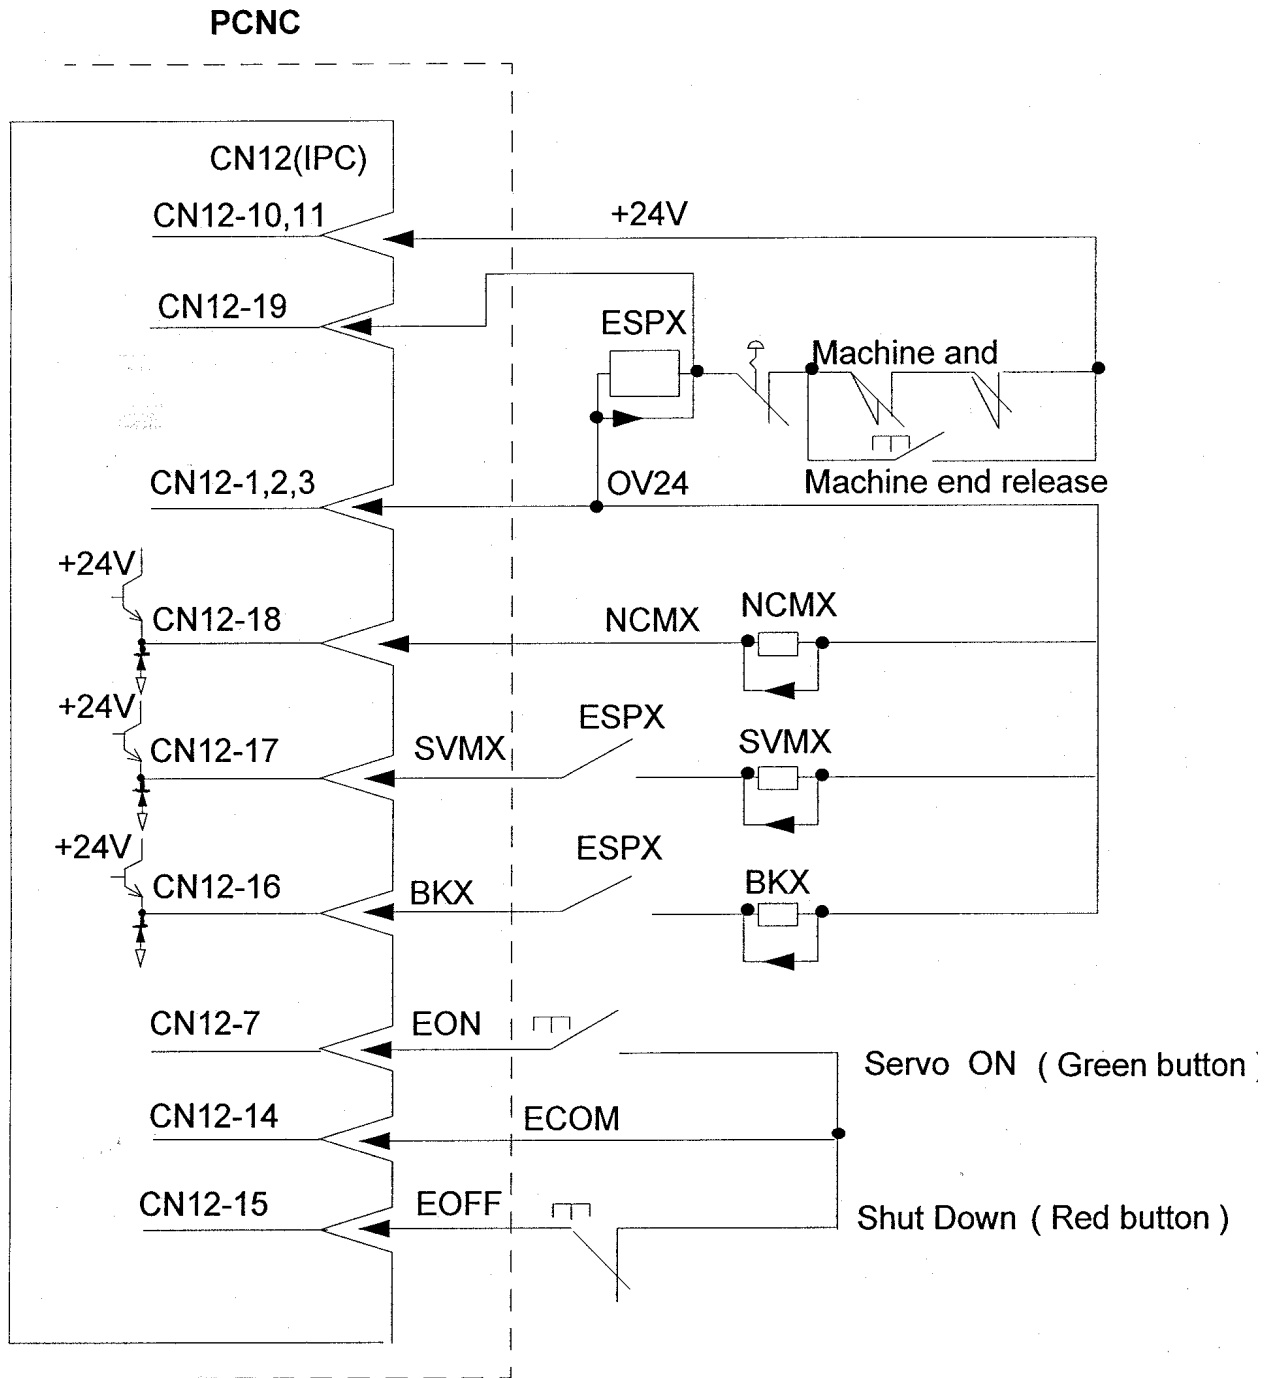 PCNC
CN12(IPC)
CN12-10,11
+24V
CN12-19
ESPX
Machine and
CN12-1,2,3
OV24
Machine end release
+24V
CN12-18
NCMX
NCMX
+24V
CN12-17
SVMX
ESPX
SVMX
+24V
CN12-16
BKX
ESPX
BKX
CN12-7
EON
Servo ON ( Green button )
CN12-14
ECOM
CN12-15
EOFF
Shut Down ( Red button )